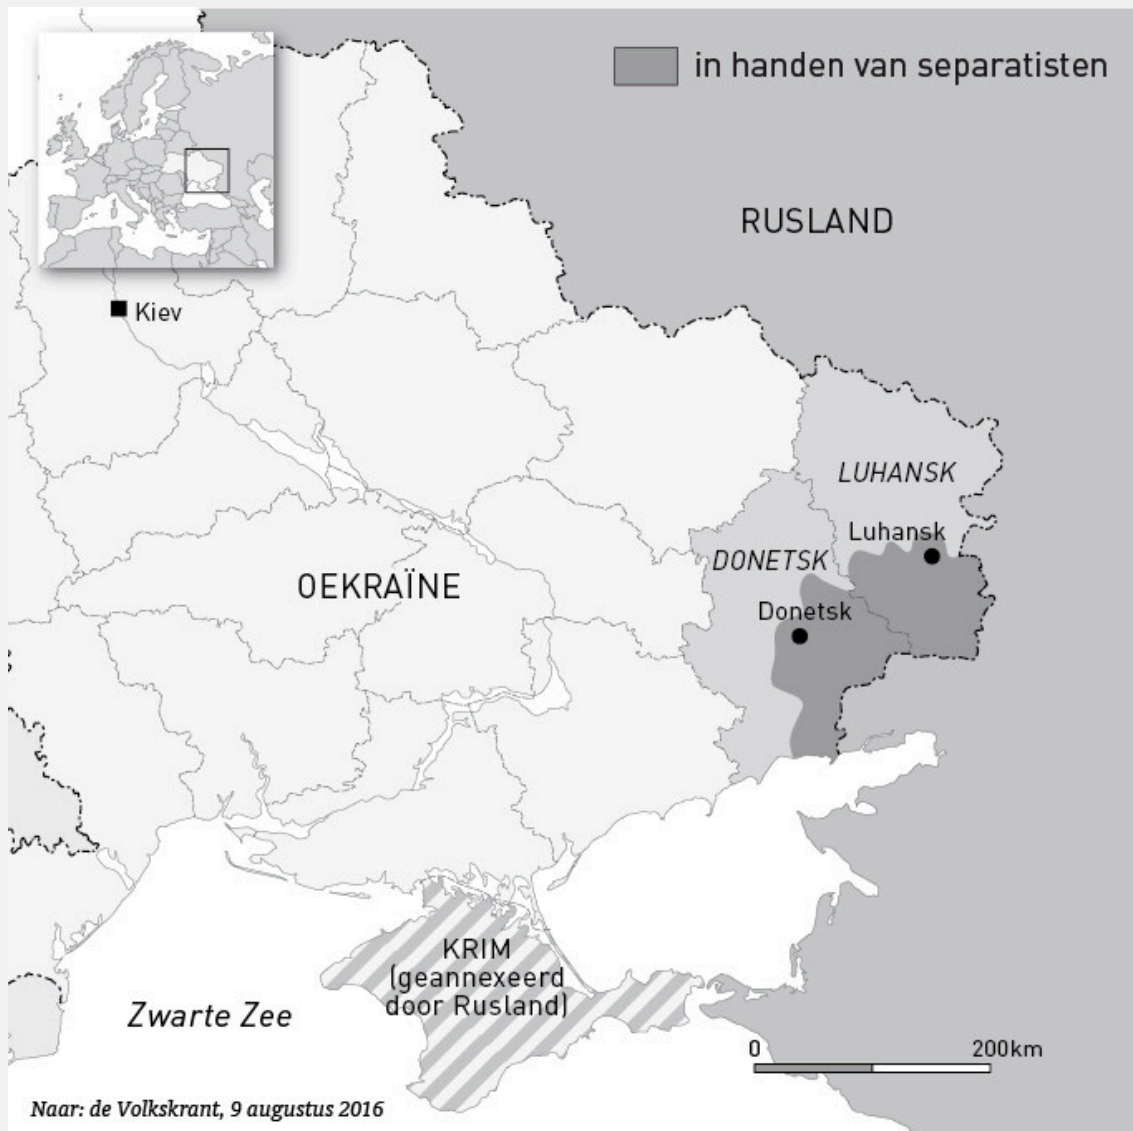 in handen van separatisten
RUSLAND
Kiev
LUHANSK
Luhansk
DONETSK
OEKRAÏNE
Donetsk
KRIM
(geannexeerd
door Rusland)
Zwarte Zee
0 200km
Naar: de Volkskrant, 9 augustus 2016